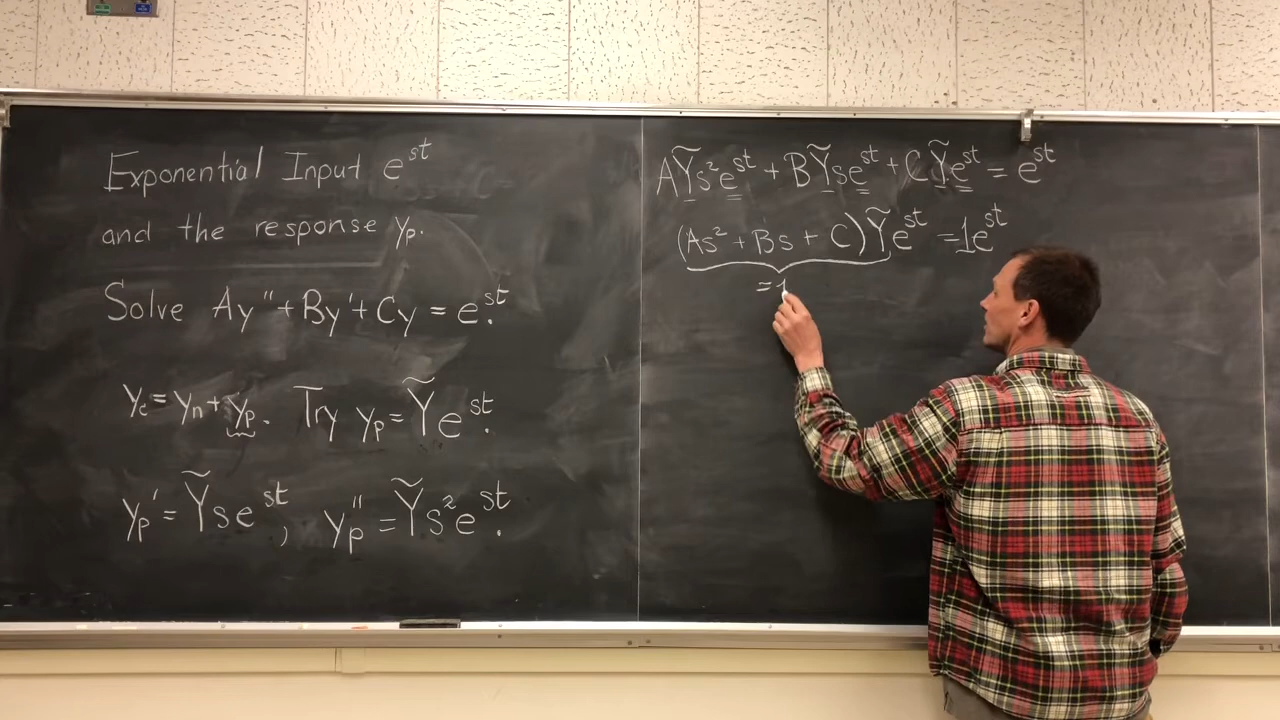 Exponential Input e^st
and the response yp.
Solve Ay'' + By' + Cy = e^st.
yc = yn + yp. Try yp = Ỹe^st.
yp' = Ỹse^st, yp'' = Ỹs²e^st.
AỸs²e^st + BỸse^st + CỸe^st = e^st
(As² + Bs + C)Ỹe^st = 1e^st
= 1